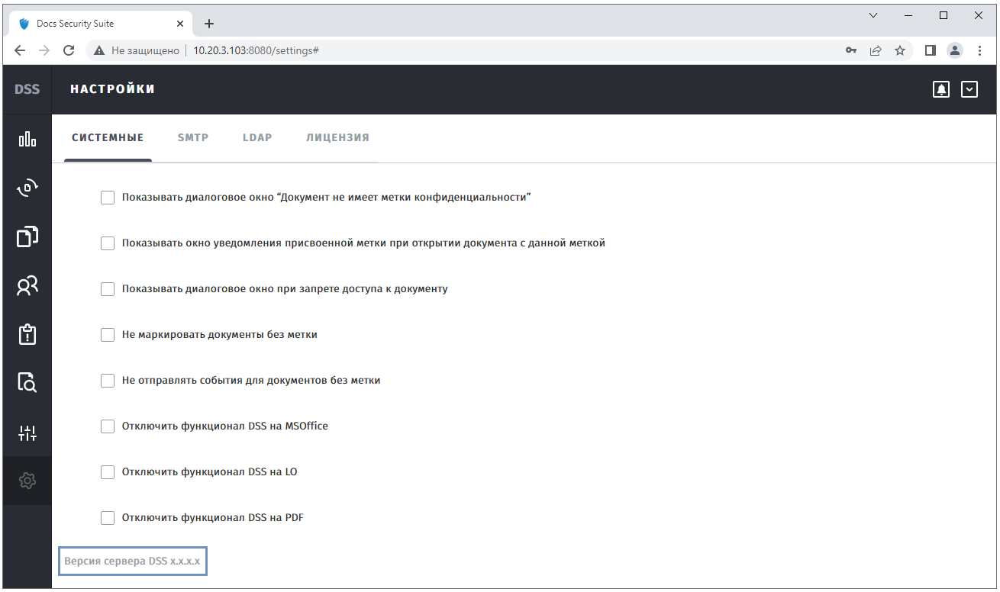 Docs Security Suite
Не защищено
10.20.3.103:8080/settings#
DSS
НАСТРОЙКИ
СИСТЕМНЫЕ SMTP LDAP ЛИЦЕНЗИЯ
Показывать диалоговое окно “Документ не имеет метки конфиденциальности”
Показывать окно уведомления присвоенной метки при открытии документа с данной меткой
Показывать диалоговое окно при запрете доступа к документу
Не маркировать документы без метки
Не отправлять события для документов без метки
Отключить функционал DSS на MSOffice
Отключить функционал DSS на LO
Отключить функционал DSS на PDF
Версия сервера DSS x.x.x.x